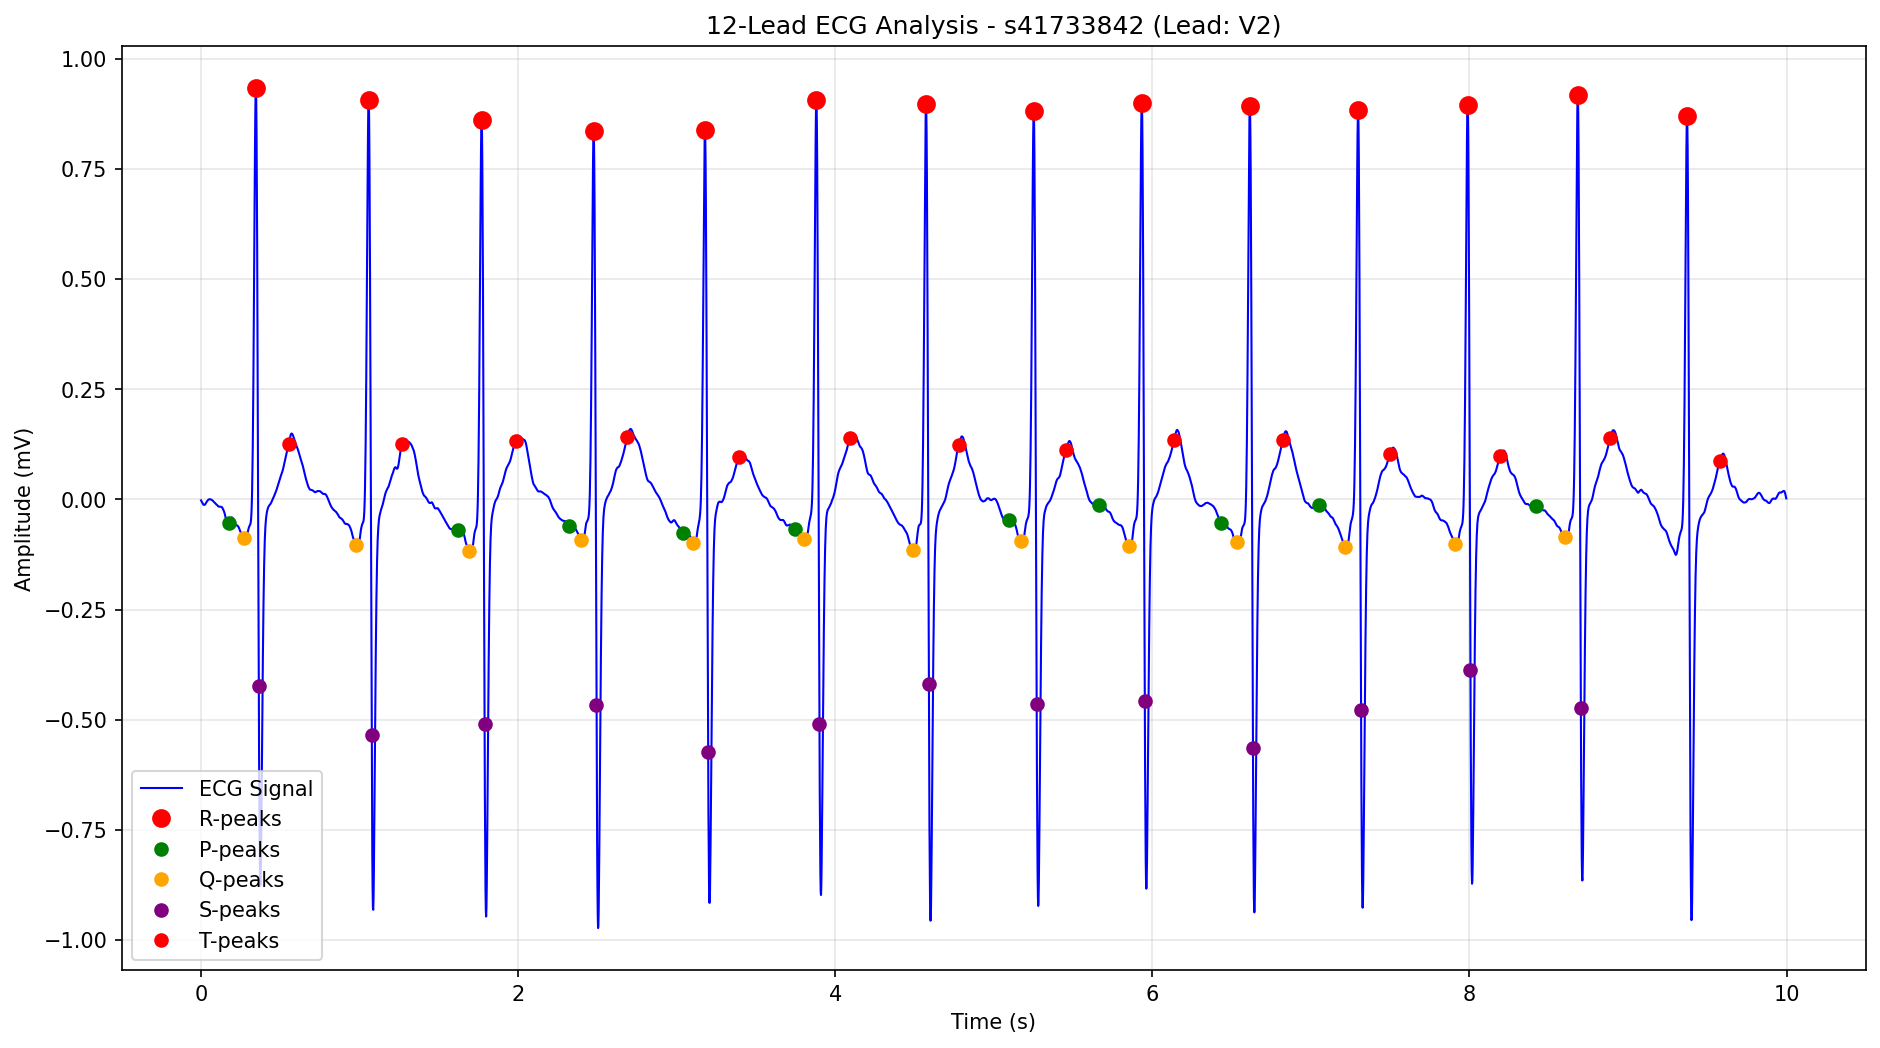 12-Lead ECG Analysis - s41733842 (Lead: V2)
1.00
0.75
0.50
0.25
0.00
−0.25
−0.50
−0.75
−1.00
Amplitude (mV)
ECG Signal
R-peaks
P-peaks
Q-peaks
S-peaks
T-peaks
0 2 4 6 8 10
Time (s)